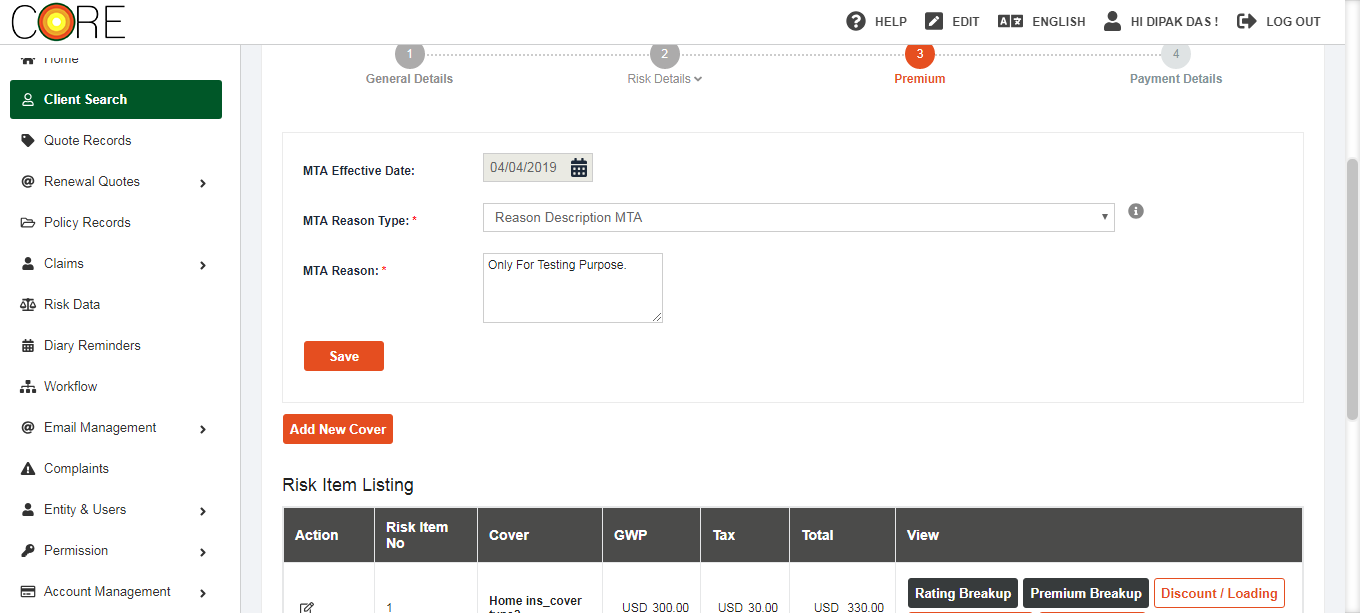 CORE
HELP
EDIT
ENGLISH
HI DIPAK DAS !
LOG OUT
Home
Client Search
Quote Records
Renewal Quotes
Policy Records
Claims
Risk Data
Diary Reminders
Workflow
Email Management
Complaints
Entity & Users
Permission
Account Management
1
General Details
2
Risk Details
3
Premium
4
Payment Details
MTA Effective Date:
04/04/2019
MTA Reason Type: *
Reason Description MTA
MTA Reason: *
Only For Testing Purpose.
Save
Add New Cover
Risk Item Listing
Action
Risk Item
No
Cover
GWP
Tax
Total
View
1
Home ins_cover
USD 300.00
USD 30.00
USD 330.00
Rating Breakup
Premium Breakup
Discount / Loading